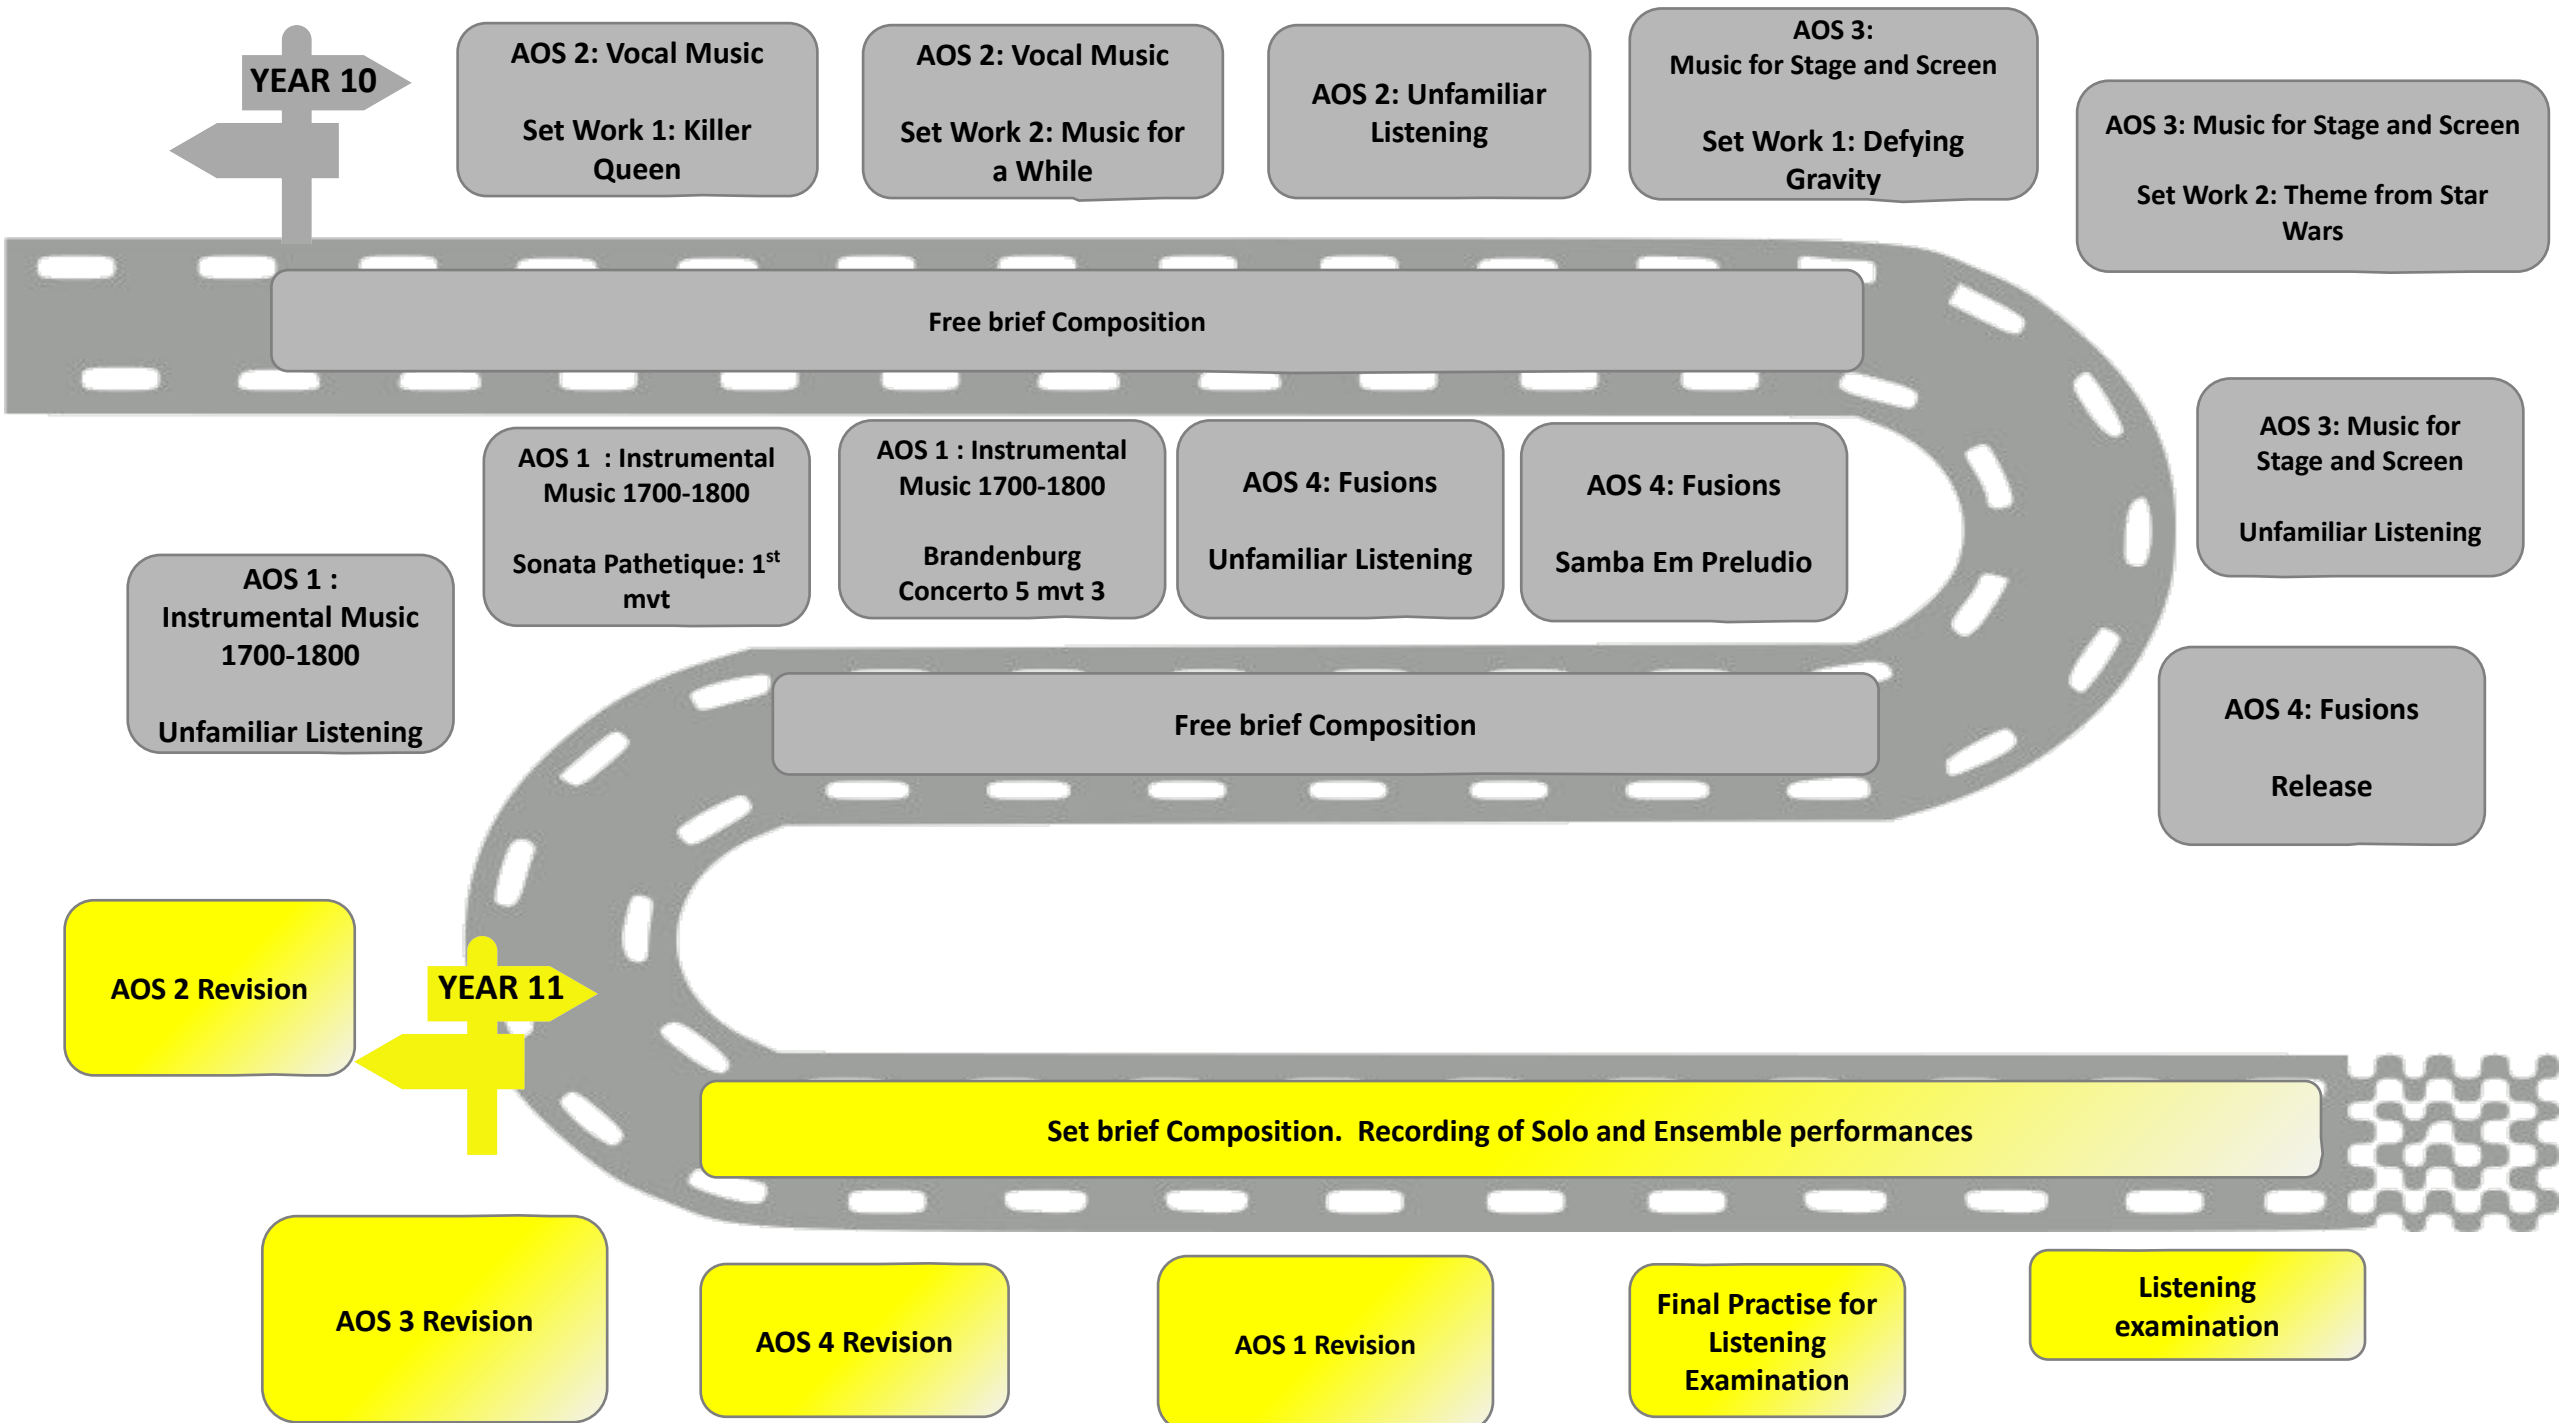 YEAR 10
AOS 2: Vocal Music
Set Work 1: Killer
Queen
AOS 2: Vocal Music
Set Work 2: Music for
a While
AOS 2: Unfamiliar
Listening
AOS 3:
Music for Stage and Screen
Set Work 1: Defying
Gravity
AOS 3: Music for Stage and Screen
Set Work 2: Theme from Star
Wars
Free brief Composition
AOS 3: Music for
Stage and Screen
Unfamiliar Listening
AOS 4: Fusions
Release
AOS 4: Fusions
Samba Em Preludio
AOS 4: Fusions
Unfamiliar Listening
AOS 1 : Instrumental
Music 1700-1800
Brandenburg
Concerto 5 mvt 3
AOS 1  : Instrumental
Music 1700-1800
Sonata Pathetique: 1st
mvt
AOS 1 :
Instrumental Music
1700-1800
Unfamiliar Listening
Free brief Composition
YEAR 11
AOS 2 Revision
Set brief Composition.  Recording of Solo and Ensemble performances
AOS 3 Revision
AOS 4 Revision
AOS 1 Revision
Final Practise for
Listening
Examination
Listening
examination